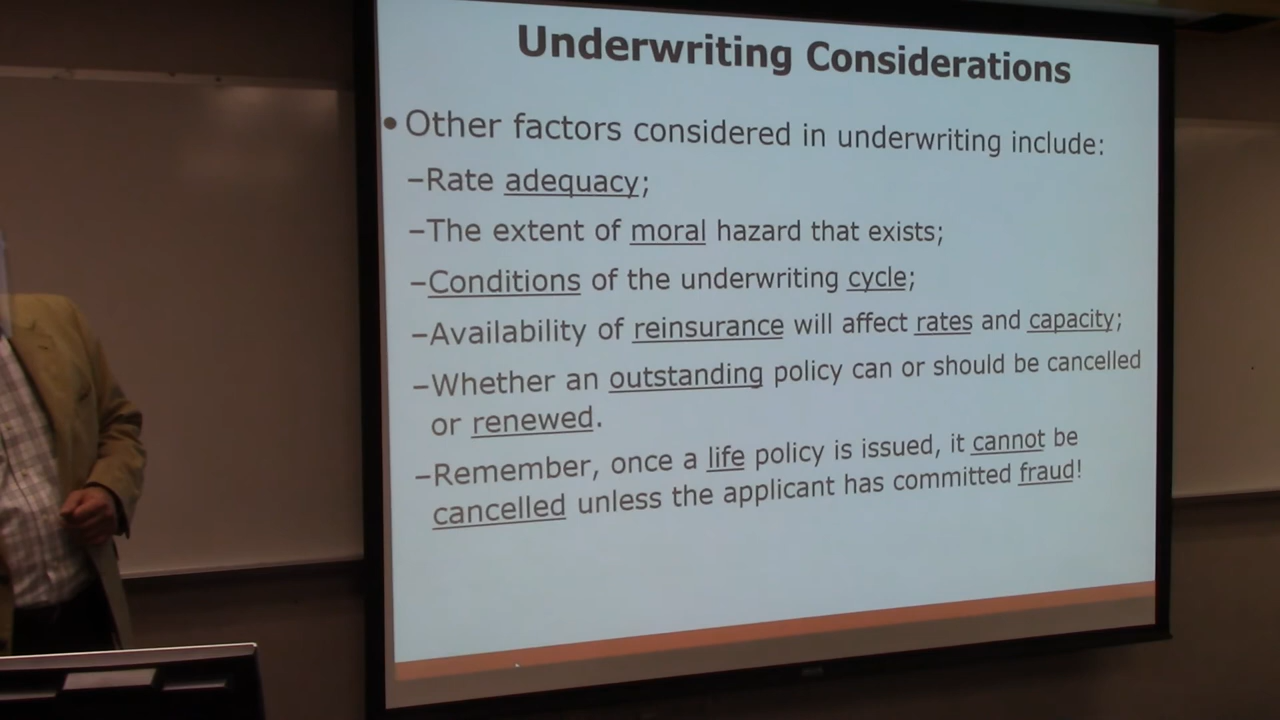 Underwriting Considerations
• Other factors considered in underwriting include:
–Rate adequacy;
–The extent of moral hazard that exists;
–Conditions of the underwriting cycle;
–Availability of reinsurance will affect rates and capacity;
–Whether an outstanding policy can or should be cancelled
or renewed.
–Remember, once a life policy is issued, it cannot be
cancelled unless the applicant has committed fraud!